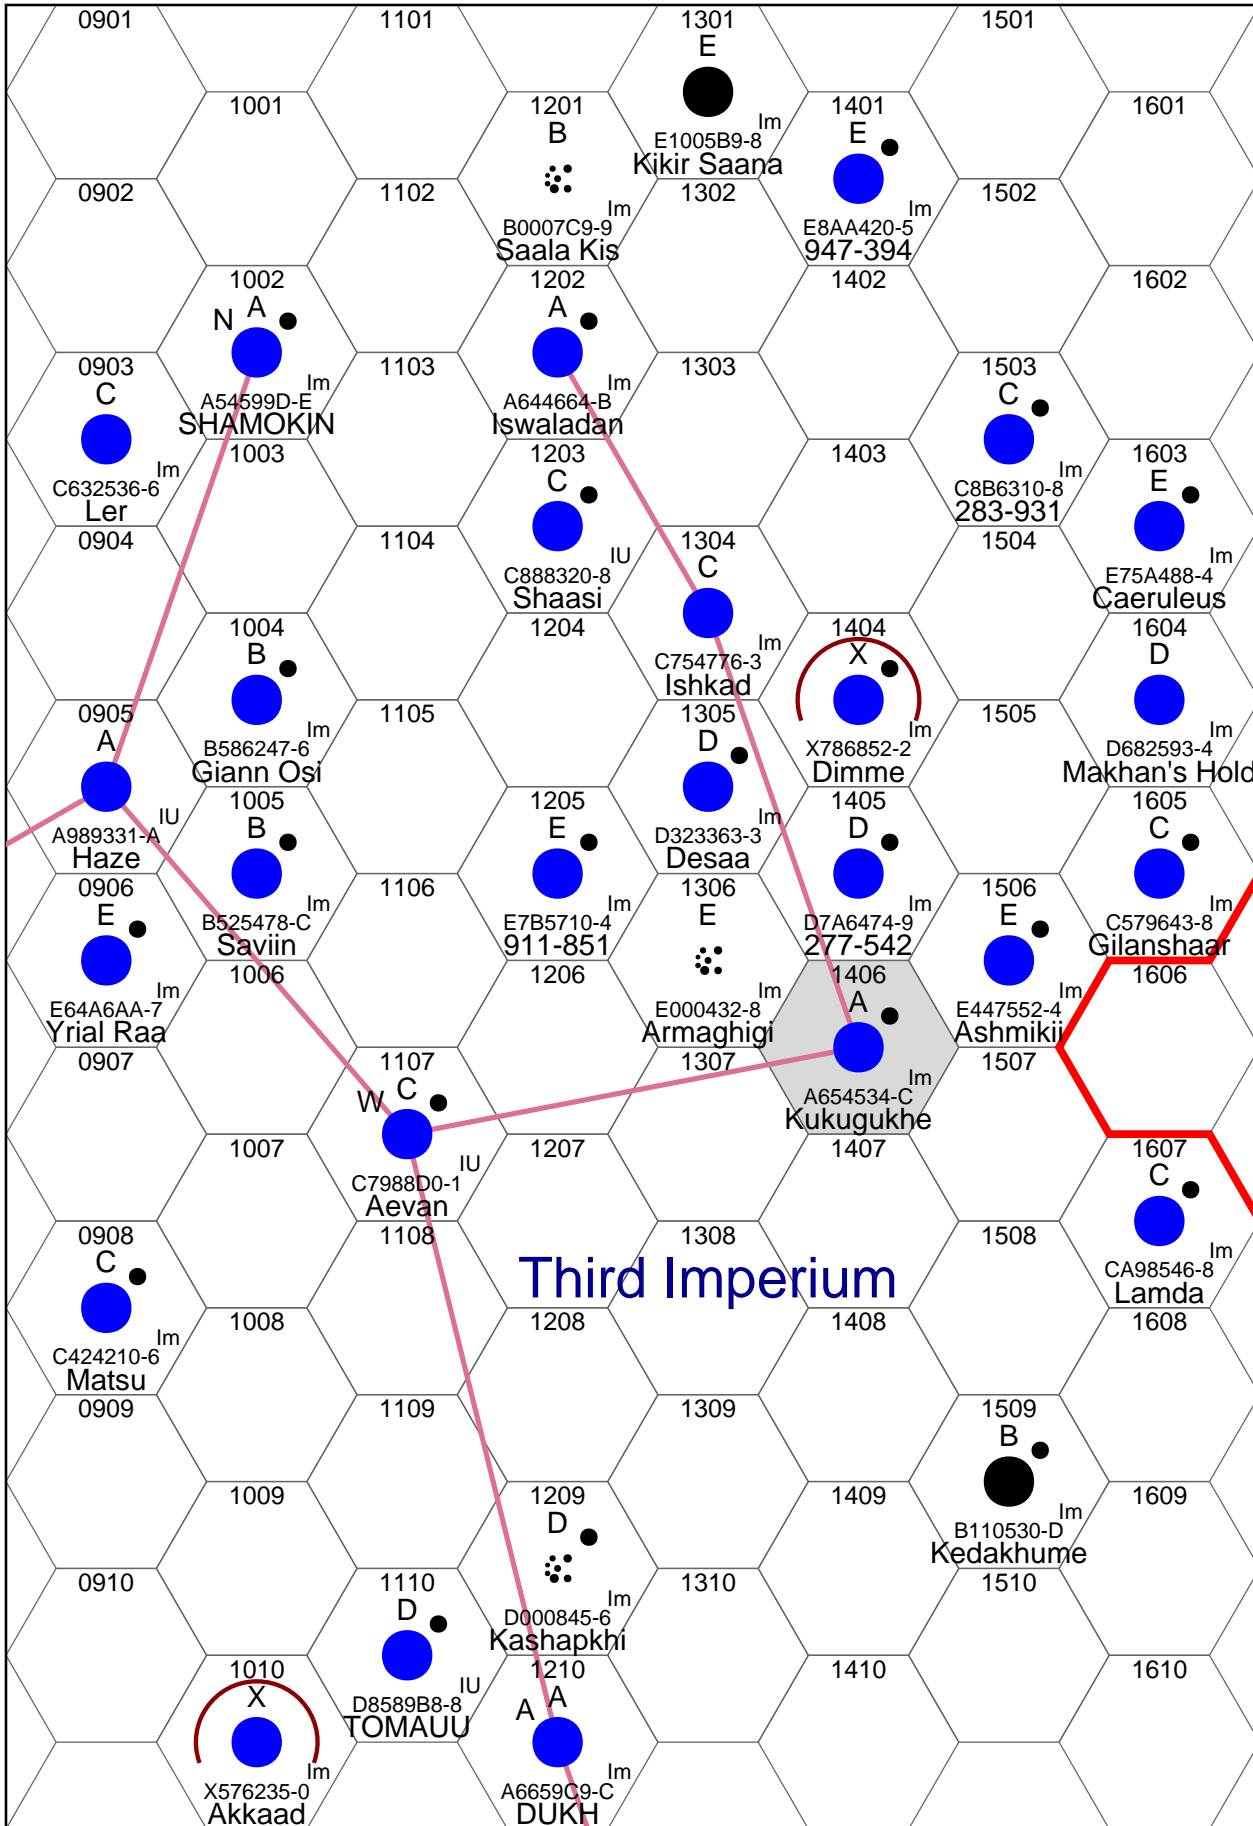 0901
1101
1301
E
1501
1001
1201
B
Im
E1005B9-8
Kikir Saana
1401
E
1601
0902
1102
Im
B0007C9-9
Saala Kis
1302
Im
E8AA420-5
947-394
1502
1002
A
N
1202
A
1402
1602
0903
C
Im
A54599D-E
SHAMOKIN
1103
Im
A644664-B
Iswaladan
1303
1503
C
Im
C632536-6
Ler
1003
1203
C
1403
Im
C8B6310-8
283-931
1603
E
0904
1104
IU
C888320-8
Shaasi
1304
C
1504
Im
E75A488-4
Caeruleus
1004
B
1204
Im
C754776-3
Ishkad
1404
X
1604
D
0905
A
Im
B586247-6
Giann Osi
1105
1305
D
Im
X786852-2
Dimme
1505
Im
D682593-4
Makhan's Hold
IU
A989331-A
Haze
1005
B
1205
E
Im
D323363-3
Desaa
1405
D
1605
C
0906
E
Im
B525478-C
Saviin
1106
Im
E7B5710-4
911-851
1306
E
Im
D7A6474-9
277-542
1506
E
Im
C579643-8
Gilanshaar
Im
E64A6AA-7
Yrial Raa
1006
1206
Im
E000432-8
Armaghigi
1406
A
Im
E447552-4
Ashmikii
1606
0907
1107
C
W
1307
Im
A654534-C
Kukugukhe
1507
1007
IU
C7988D0-1
Aevan
1207
1407
1607
C
0908
C
1108
1308
1508
Im
CA98546-8
Lamda
Third Imperium
Im
C424210-6
Matsu
1008
1208
1408
1608
0909
1109
1309
1509
B
1009
1209
D
1409
Im
B110530-D
Kedakhume
1609
0910
1110
D
Im
D000845-6
Kashapkhi
1310
1510
1010
X
IU
D8589B8-8
TOMAUU
1210
A
A
1410
1610
Im
X576235-0
Akkaad
Im
A6659C9-C
DUKH